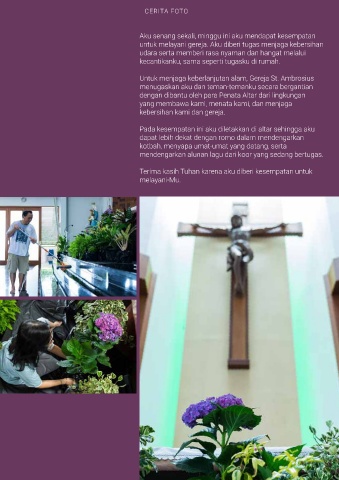 CERITA FOTO
Aku senang sekali, minggu ini aku mendapat kesempatan
untuk melayani gereja. Aku diberi tugas menjaga kebersihan
udara serta memberi rasa nyaman dan hangat melalui
kecantikanku, sama seperti tugasku di rumah.
Untuk menjaga keberlanjutan alam, Gereja St. Ambrosius
menugaskan aku dan teman-temanku secara bergantian
dengan dibantu oleh para Penata Altar dari lingkungan
yang membawa kami, menata kami, dan menjaga
kebersihan kami dan gereja.
Pada kesempatan ini aku diletakkan di altar sehingga aku
dapat lebih dekat dengan romo dalam mendengarkan
kotbah, menyapa umat-umat yang datang, serta
mendengarkan alunan lagu dari koor yang sedang bertugas.
Terima kasih Tuhan karena aku diberi kesempatan untuk
melayani-Mu.